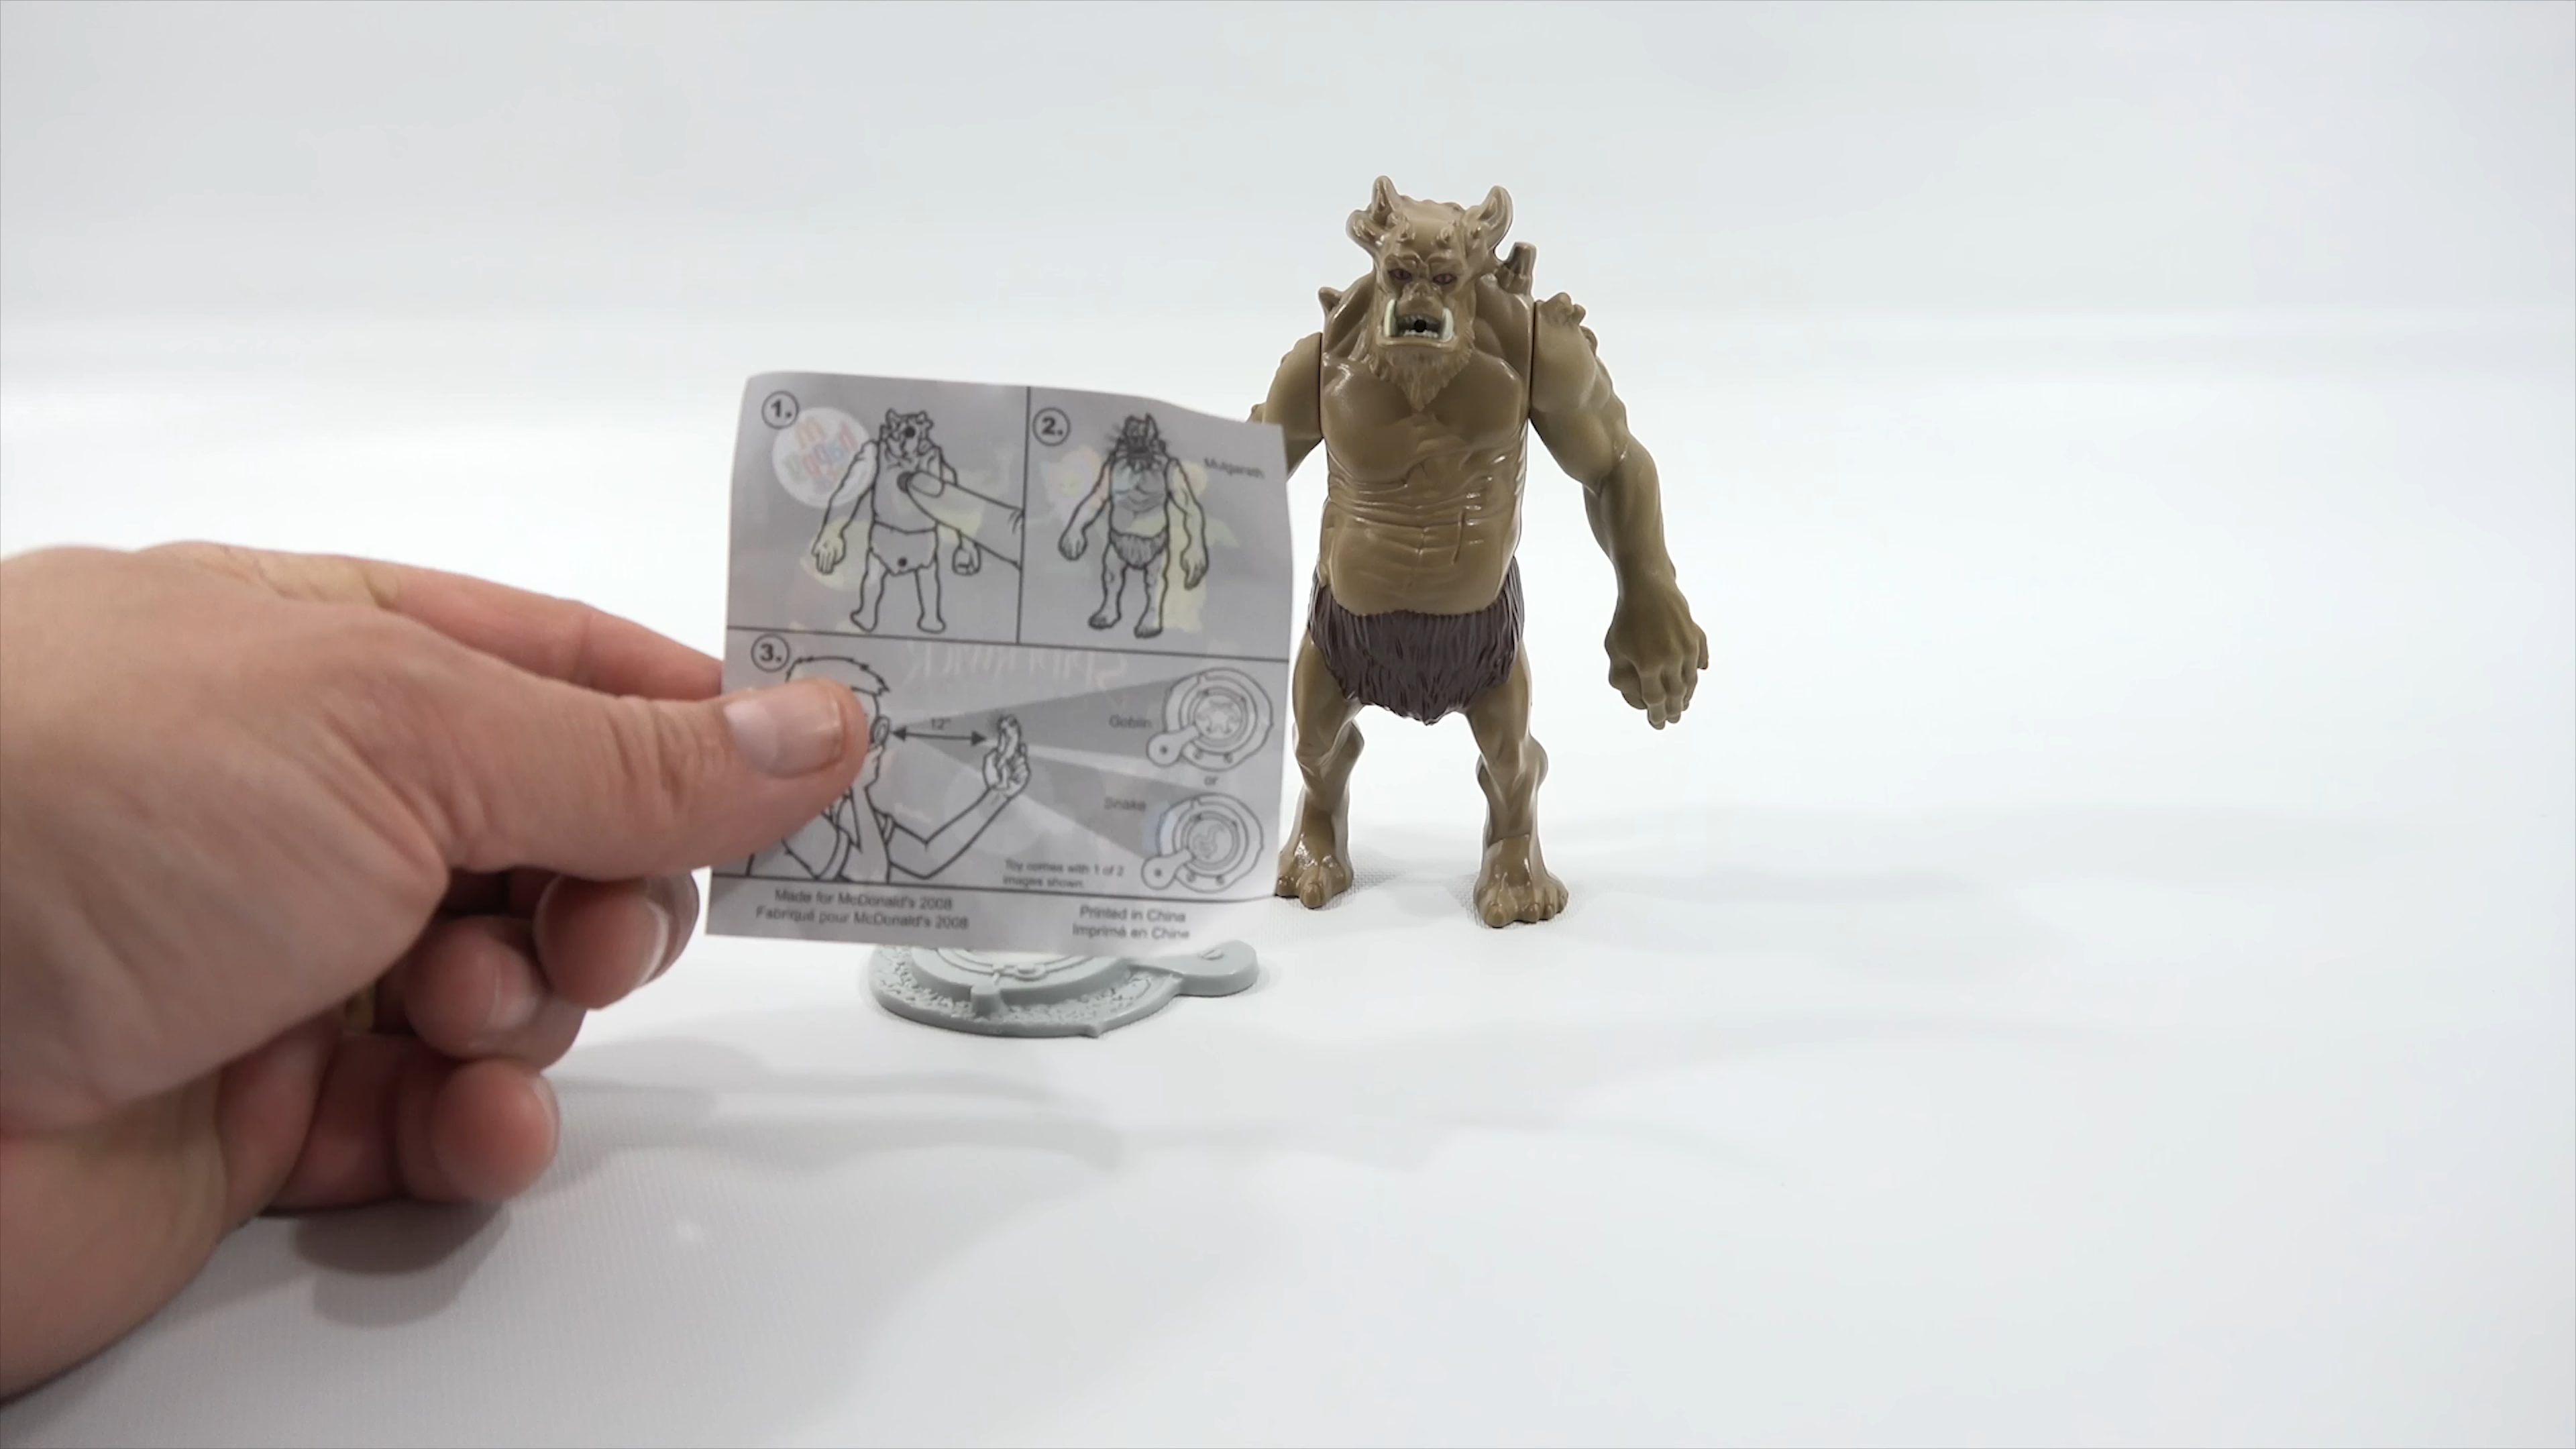 1.
2.
Mulgarath
3.
12"
Goblin
or
Snake
Toy comes with 1 of 2
images shown.
Made for McDonald's 2008
Fabriqué pour McDonald's 2008
Printed in China
Imprimé en Chine